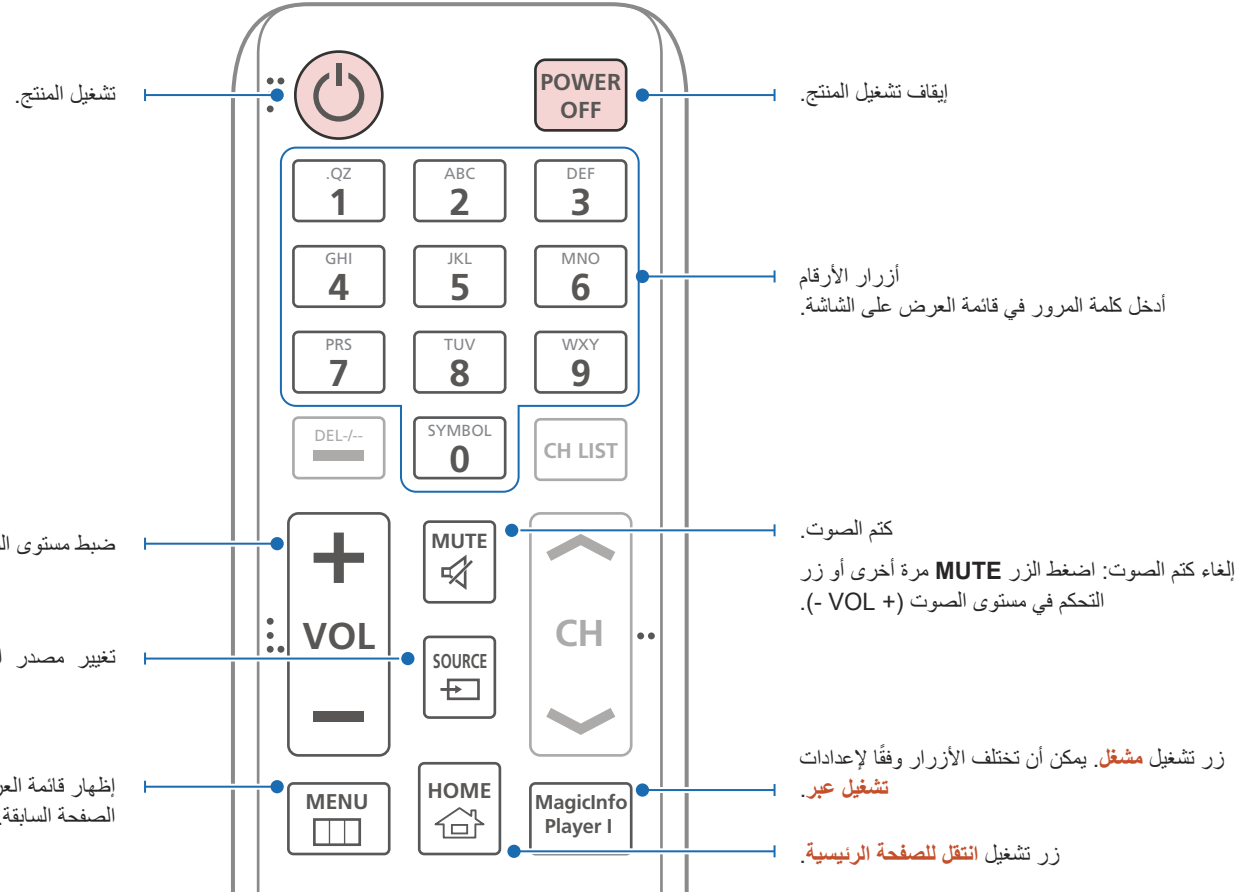 تشغيل المنتج.
POWER
OFF
إيقاف تشغيل المنتج.
.QZ
1
ABC
2
DEF
3
GHI
4
JKL
5
MNO
6
أزرار الأرقام
أدخل كلمة المرور في قائمة العرض على الشاشة.
PRS
7
TUV
8
WXY
9
DEL-/--
SYMBOL
0
CH LIST
ضبط مستوى
VOL
MUTE
كتم الصوت.
إلغاء كتم الصوت: اضغط الزر MUTE مرة أخرى أو زر
التحكم في مستوى الصوت (+ VOL -).
CH
تغيير مصدر
SOURCE
إظهار قائمة
الصفحة السابقة.
MENU
HOME
MagicInfo
Player I
زر تشغيل مشغل. يمكن أن تختلف الأزرار وفقًا لإعدادات
تشغيل عبر.
زر تشغيل انتقل للصفحة الرئيسية.